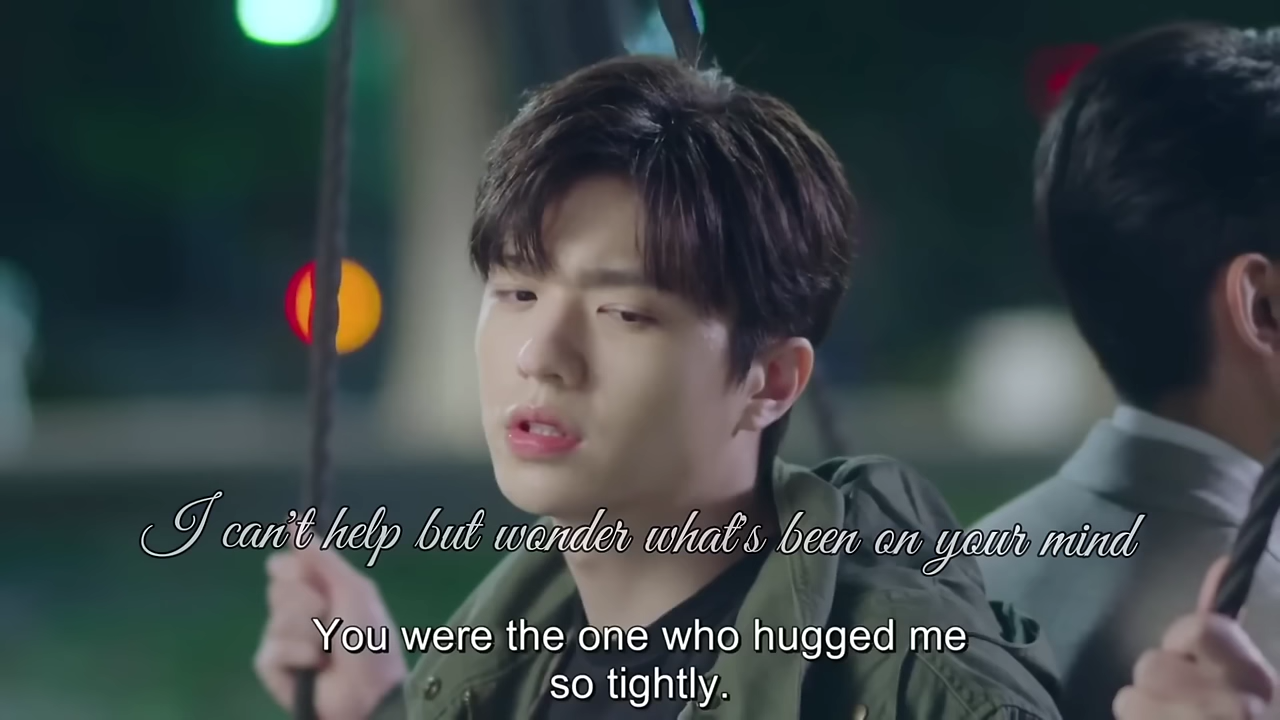 I can't help but wonder what's been on your mind
You were the one who hugged me
so tightly.